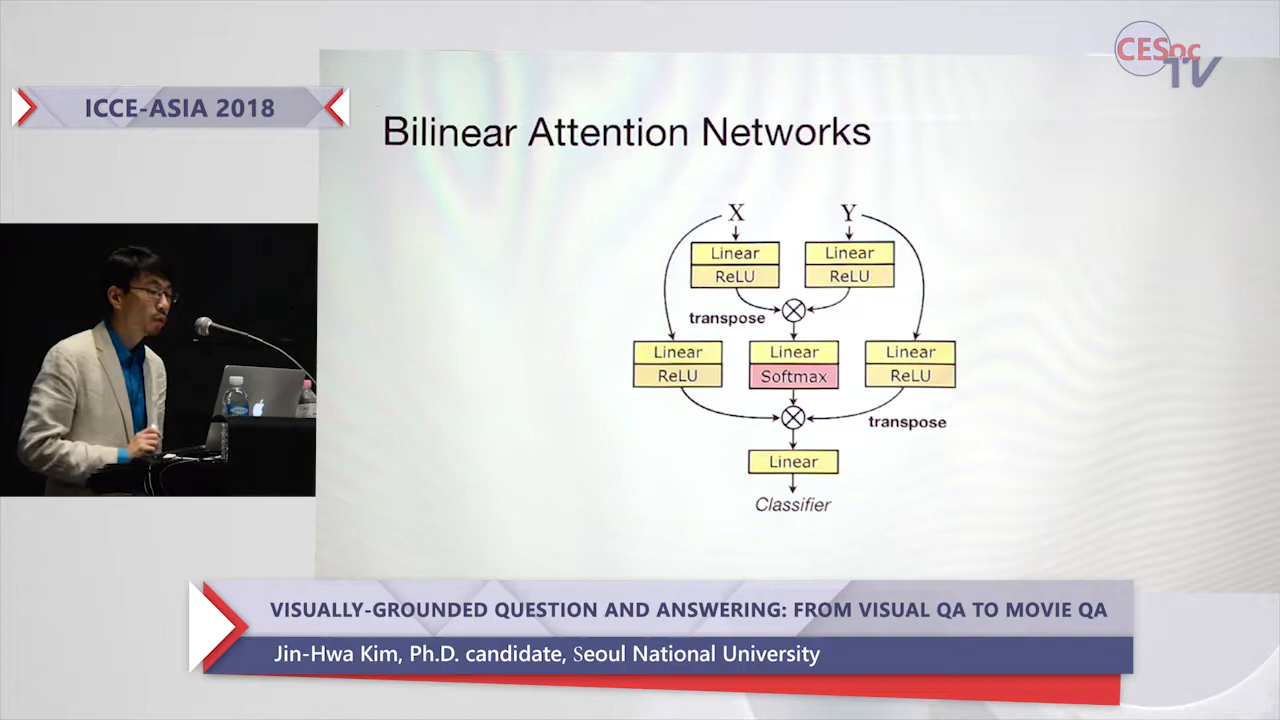 CESoc
TV
ICCE-ASIA 2018
Bilinear Attention Networks
X Y
Linear Linear
ReLU ReLU
transpose
Linear Linear Linear
ReLU Softmax ReLU
transpose
Linear
Classifier
VISUALLY-GROUNDED QUESTION AND ANSWERING: FROM VISUAL QA TO MOVIE QA
Jin-Hwa Kim, Ph.D. candidate, Seoul National University